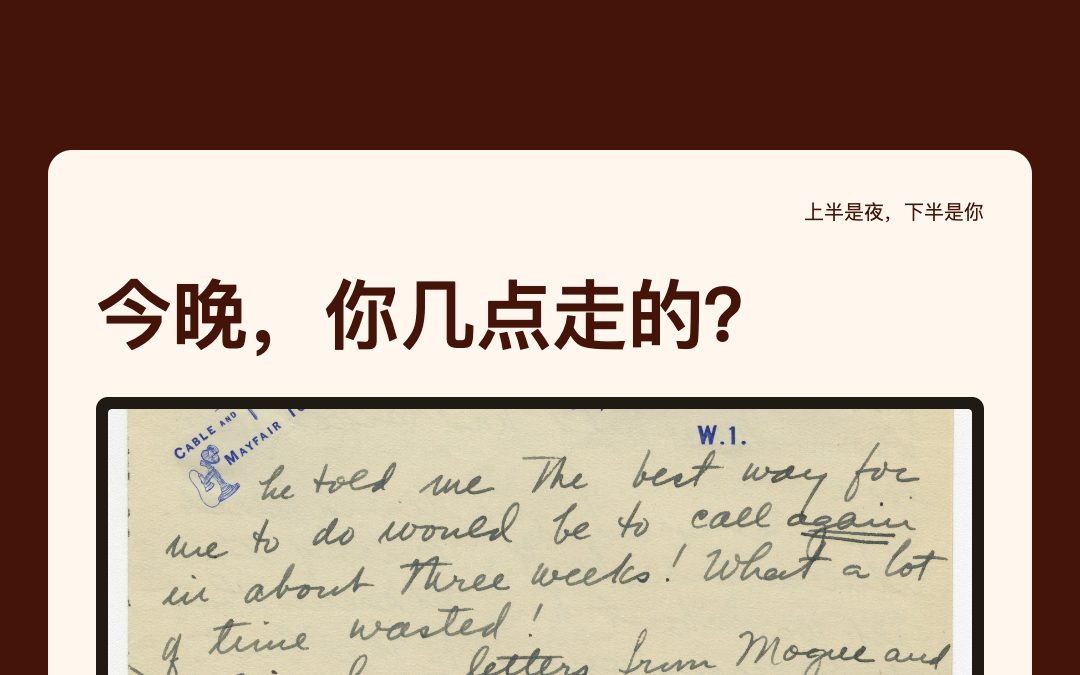 上半是夜，下半是你
今晚，你几点走的？
CABLE AND
MAYFAIR
W.1.
he told me The best way for
me to do would be to call again
in about Three weeks! What a lot
of time wasted!
letters from Mogue and